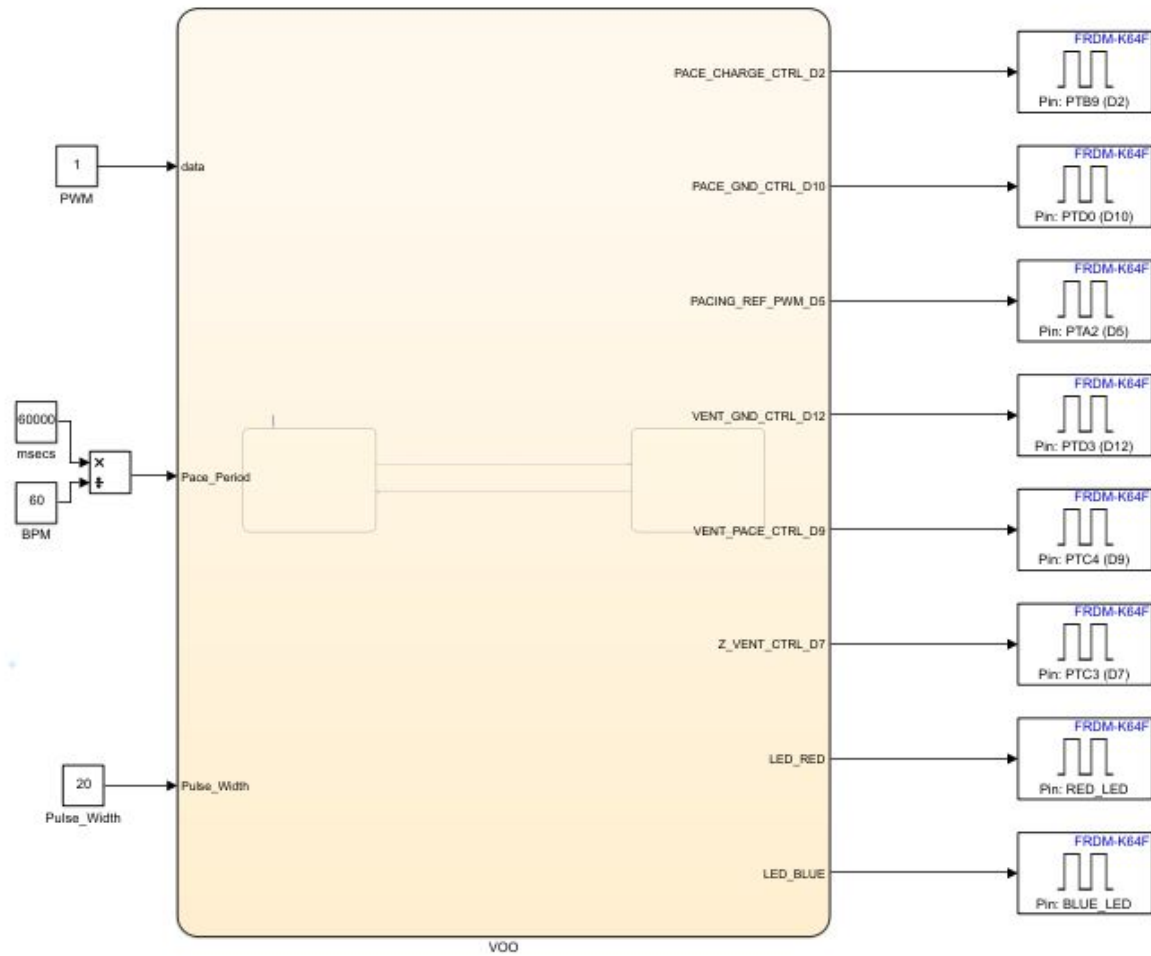 FRDM-K64F
PACE_CHARGE_CTRL_D2
Pin: PTB9 (D2)
1
PWM
data
FRDM-K64F
PACE_GND_CTRL_D10
Pin: PTD0 (D10)
FRDM-K64F
PACING_REF_PWM_D5
Pin: PTA2 (D5)
60000
msecs
60
BPM
Pace_Period
FRDM-K64F
VENT_GND_CTRL_D12
Pin: PTD3 (D12)
FRDM-K64F
VENT_PACE_CTRL_D9
Pin: PTC4 (D9)
FRDM-K64F
Z_VENT_CTRL_D7
Pin: PTC3 (D7)
20
Pulse_Width
Pulse_Width
FRDM-K64F
LED_RED
Pin: RED_LED
FRDM-K64F
LED_BLUE
Pin: BLUE_LED
VOO